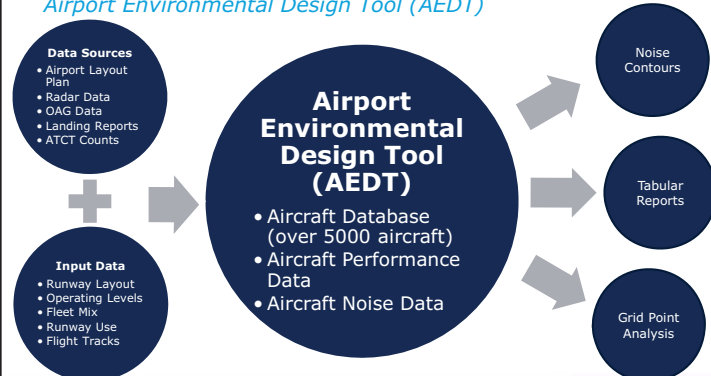 Airport Environmental Design Tool (AEDT)
Data Sources
• Airport Layout
Plan
• Radar Data
• OAG Data
• Landing Reports
• ATCT Counts
Input Data
• Runway Layout
• Operating Levels
• Fleet Mix
• Runway Use
• Flight Tracks
Airport
Environmental
Design Tool
(AEDT)
• Aircraft Database
(over 5000 aircraft)
• Aircraft Performance
Data
• Aircraft Noise Data
Noise
Contours
Tabular
Reports
Grid Point
Analysis